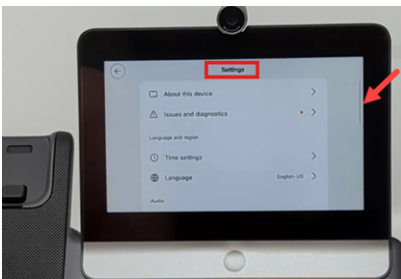 Settings
About this device
Issues and diagnostics
Language and region
Time settings
Language English - US
Audio